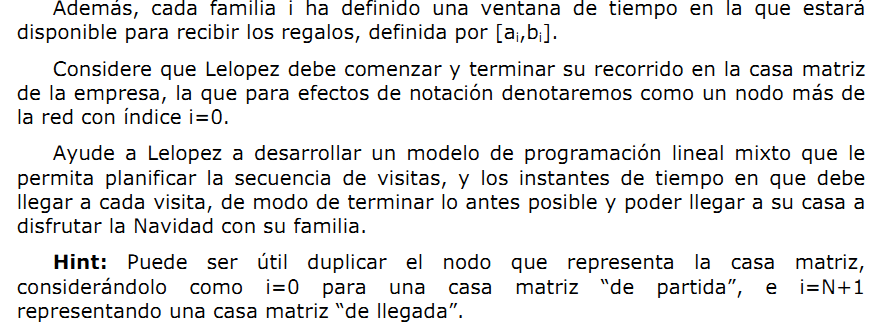 Además, cada familia i ha definido una ventana de tiempo en la que estará
disponible para recibir los regalos, definida por [ai,bi].
Considere que Lelopez debe comenzar y terminar su recorrido en la casa matriz
de la empresa, la que para efectos de notación denotaremos como un nodo más de
la red con índice i=0.
Ayude a Lelopez a desarrollar un modelo de programación lineal mixto que le
permita planificar la secuencia de visitas, y los instantes de tiempo en que debe
llegar a cada visita, de modo de terminar lo antes posible y poder llegar a su casa a
disfrutar la Navidad con su familia.
Hint: Puede ser útil duplicar el nodo que representa la casa matriz,
considerándolo como i=0 para una casa matriz “de partida”, e i=N+1
representando una casa matriz “de llegada”.